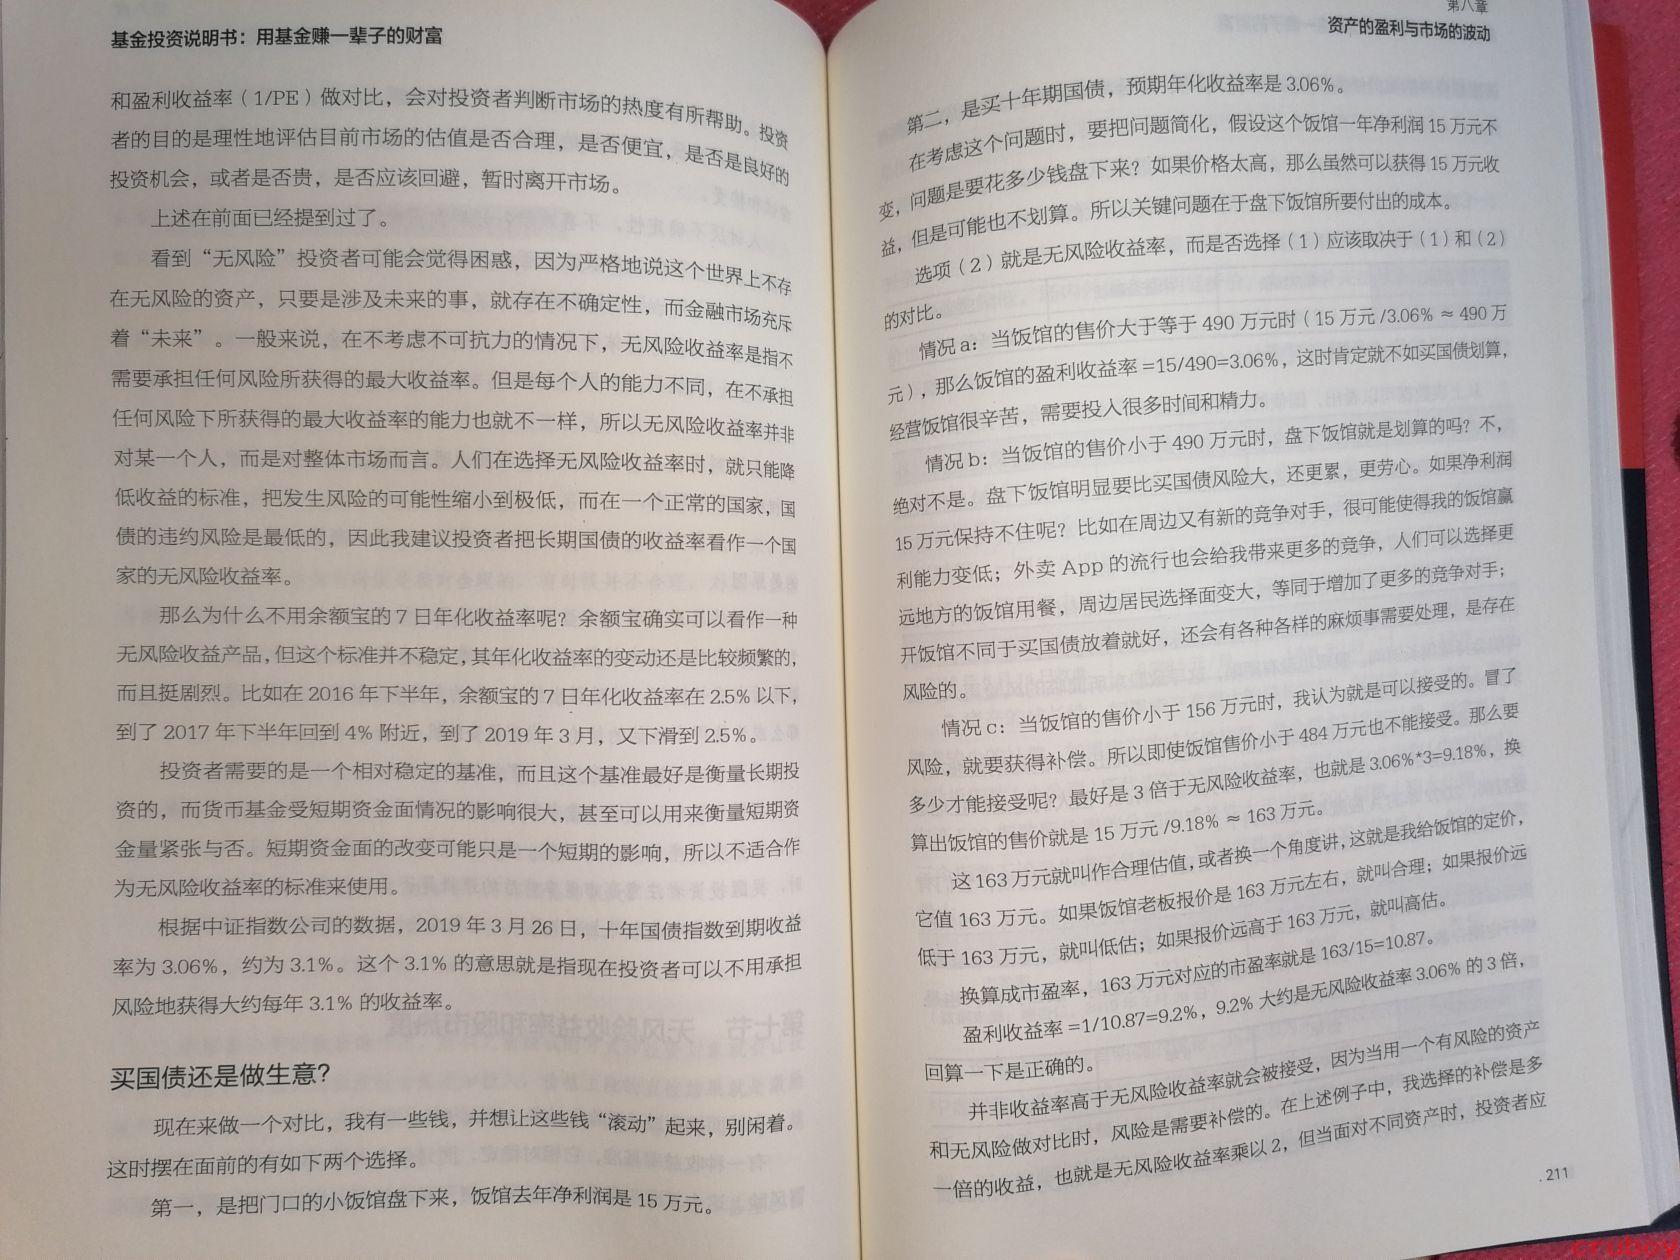 基金投资说明书：用基金赚一辈子的财富
和盈利收益率（1/PE）做对比，会对投资者判断市场的热度有所帮助。投资
者的目的是理性地评估目前市场的估值是否合理，是否便宜，是否是良好的
投资机会，或者是否贵，是否应该回避，暂时离开市场。
上述在前面已经提到过了。
看到“无风险”投资者可能会觉得困惑，因为严格地说这个世界上不存
在无风险的资产，只要是涉及未来的事，就存在不确定性，而金融市场充斥
着“未来”。一般来说，在不考虑不可抗力的情况下，无风险收益率是指不
需要承担任何风险所获得的最大收益率。但是每个人的能力不同，在不承担
任何风险下所获得的最大收益率的能力也就不一样，所以无风险收益率并非
对某一个人，而是对整体市场而言。人们在选择无风险收益率时，就只能降
低收益的标准，把发生风险的可能性缩小到极低，而在一个正常的国家，国
债的违约风险是最低的，因此我建议投资者把长期国债的收益率看作一个国
家的无风险收益率。
那么为什么不用余额宝的7日年化收益率呢？余额宝确实可以看作一种
无风险收益产品，但这个标准并不稳定，其年化收益率的变动还是比较频繁的，
而且挺剧烈。比如在2016年下半年，余额宝的7日年化收益率在2.5%以下，
到了2017年下半年回到4%附近，到了2019年3月，又下滑到2.5%。
投资者需要的是一个相对稳定的基准，而且这个基准最好是衡量长期投
资的，而货币基金受短期资金面情况的影响很大，甚至可以用来衡量短期资
金量紧张与否。短期资金面的改变可能只是一个短期的影响，所以不适合作
为无风险收益率的标准来使用。
根据中证指数公司的数据，2019年3月26日，十年国债指数到期收益
率为3.06%，约为3.1%。这个3.1%的意思就是指现在投资者可以不用承担
风险地获得大约每年3.1%的收益率。
买国债还是做生意？
现在来做一个对比，我有一些钱，并想让这些钱“滚动”起来，别闲着。
这时摆在面前的有如下两个选择。
第一，是把门口的小饭馆盘下来，饭馆去年净利润是15万元。
第八章
资产的盈利与市场的波动
第二，是买十年期国债，预期年化收益率是3.06%。
在考虑这个问题时，要把问题简化，假设这个饭馆一年净利润15万元不
变，问题是要花多少钱盘下来？如果价格太高，那么虽然可以获得15万元收
益，但是可能也不划算。所以关键问题在于盘下饭馆所要付出的成本。
选项（2）就是无风险收益率，而是否选择（1）应该取决于（1）和（2）
的对比。
情况a：当饭馆的售价大于等于490万元时（15万元/3.06%≈490万
元），那么饭馆的盈利收益率=15/490=3.06%，这时肯定就不如买国债划算，
经营饭馆很辛苦，需要投入很多时间和精力。
情况b：当饭馆的售价小于490万元时，盘下饭馆就是划算的吗？不，
绝对不是。盘下饭馆明显要比买国债风险大，还更累，更劳心。如果净利润
15万元保持不住呢？比如在周边又有新的竞争对手，很可能使得我的饭馆赢
利能力变低；外卖App的流行也会给我带来更多的竞争，人们可以选择更
远地方的饭馆用餐，周边居民选择面变大，等同于增加了更多的竞争对手；
开饭馆不同于买国债放着就好，还会有各种各样的麻烦事需要处理，是存在
风险的。
情况c：当饭馆的售价小于156万元时，我认为就是可以接受的。冒了
风险，就要获得补偿。所以即使饭馆售价小于484万元也不能接受。那么要
多少才能接受呢？最好是3倍于无风险收益率，也就是3.06%*3=9.18%，换
算出饭馆的售价就是15万元/9.18%≈163万元。
这163万元就叫作合理估值，或者换一个角度讲，这就是我给饭馆的定价，
它值163万元。如果饭馆老板报价是163万元左右，就叫合理；如果报价远
低于163万元，就叫低估；如果报价远高于163万元，就叫高估。
换算成市盈率，163万元对应的市盈率就是163/15=10.87。
盈利收益率=1/10.87=9.2%，9.2%大约是无风险收益率3.06%的3倍，
回算一下是正确的。
并非收益率高于无风险收益率就会被接受，因为当用一个有风险的资产
和无风险做对比时，风险是需要补偿的。在上述例子中，我选择的补偿是多
一倍的收益，也就是无风险收益率乘以2，但当面对不同资产时，投资者应
. 211